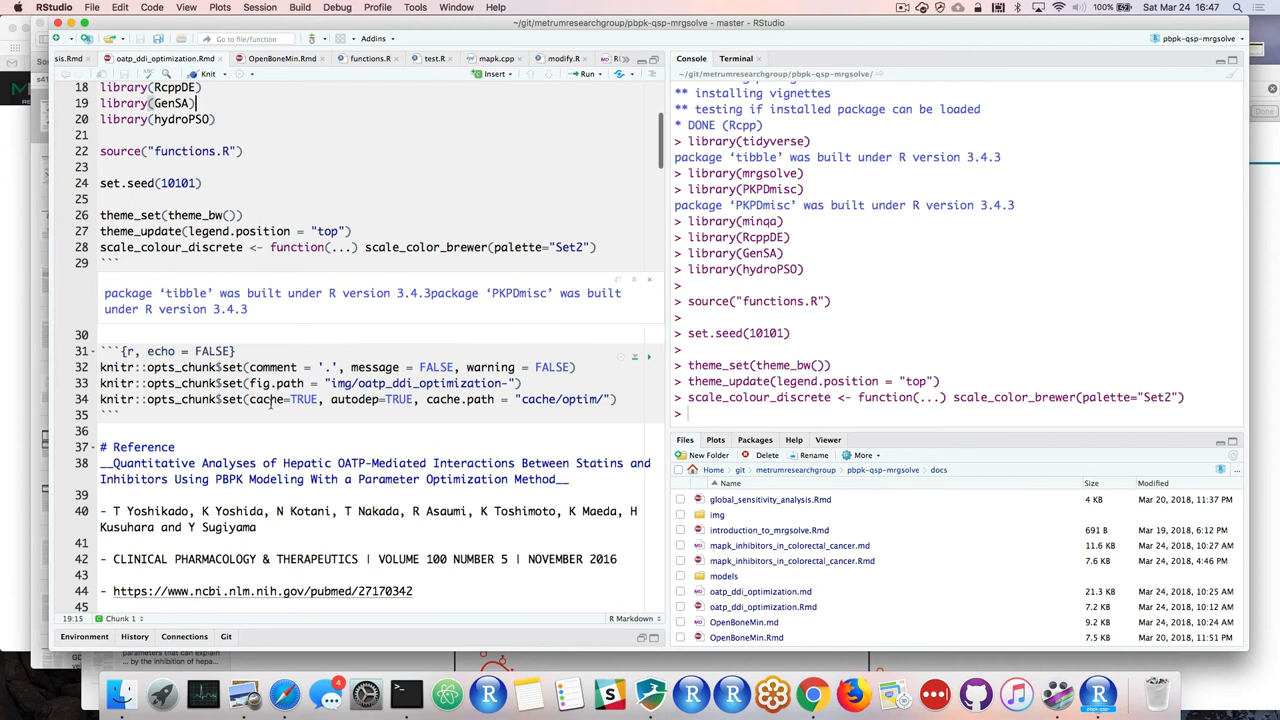 RStudio File Edit Code View Plots Session Build Debug Profile Tools Window Help
100% Sat Mar 24 16:47
~/git/metrumresearchgroup/pbpk-qsp-mrgsolve - master - RStudio
Go to file/function Addins pbpk-qsp-mrgsolve
sis.Rmd oatp_ddi_optimization.Rmd OpenBoneMin.Rmd functions.R test.R mapk.cpp modify.R
Knit Insert Run
18 library(RcppDE)
19 library(GenSA)
20 library(hydroPSO)
21
22 source("functions.R")
23
24 set.seed(10101)
25
26 theme_set(theme_bw())
27 theme_update(legend.position = "top")
28 scale_colour_discrete <- function(...) scale_color_brewer(palette="Set2")
29 ```
package ‘tibble’ was built under R version 3.4.3package ‘PKPDmisc’ was built
under R version 3.4.3
30
31 ```{r, echo = FALSE}
32 knitr::opts_chunk$set(comment = '.', message = FALSE, warning = FALSE)
33 knitr::opts_chunk$set(fig.path = "img/oatp_ddi_optimization-")
34 knitr::opts_chunk$set(cache=TRUE, autodep=TRUE, cache.path = "cache/optim/")
35 ```
36
37 # Reference
38 __Quantitative Analyses of Hepatic OATP-Mediated Interactions Between Statins and
Inhibitors Using PBPK Modeling With a Parameter Optimization Method__
39
40 - T Yoshikado, K Yoshida, N Kotani, T Nakada, R Asaumi, K Toshimoto, K Maeda, H
Kusuhara and Y Sugiyama
41
42 - CLINICAL PHARMACOLOGY & THERAPEUTICS | VOLUME 100 NUMBER 5 | NOVEMBER 2016
43
44 - https://www.ncbi.nlm.nih.gov/pubmed/27170342
45
19:15 Chunk 1 R Markdown
Environment History Connections Git
Console Terminal
~/git/metrumresearchgroup/pbpk-qsp-mrgsolve/
** installing vignettes
** testing if installed package can be loaded
* DONE (Rcpp)
> library(tidyverse)
package ‘tibble’ was built under R version 3.4.3
> library(mrgsolve)
> library(PKPDmisc)
package ‘PKPDmisc’ was built under R version 3.4.3
> library(minqa)
> library(RcppDE)
> library(GenSA)
> library(hydroPSO)
>
> source("functions.R")
>
> set.seed(10101)
>
> theme_set(theme_bw())
> theme_update(legend.position = "top")
> scale_colour_discrete <- function(...) scale_color_brewer(palette="Set2")
>
Files Plots Packages Help Viewer
New Folder Delete Rename More
Home git metrumresearchgroup pbpk-qsp-mrgsolve docs
Name Size Modified
global_sensitivity_analysis.Rmd 4 KB Mar 20, 2018, 11:37 PM
img
introduction_to_mrgsolve.Rmd 691 B Mar 19, 2018, 6:12 PM
mapk_inhibitors_in_colorectal_cancer.md 11.6 KB Mar 24, 2018, 10:27 AM
mapk_inhibitors_in_colorectal_cancer.Rmd 7.6 KB Mar 24, 2018, 4:46 PM
models
oatp_ddi_optimization.md 21.3 KB Mar 24, 2018, 10:25 AM
oatp_ddi_optimization.Rmd 7.2 KB Mar 24, 2018, 10:12 AM
OpenBoneMin.md 9.2 KB Mar 24, 2018, 10:24 AM
OpenBoneMin.Rmd 7.5 KB Mar 20, 2018, 11:51 PM
Done
parameters that can explain
by the inhibition of hepa...
pbpk-qsp